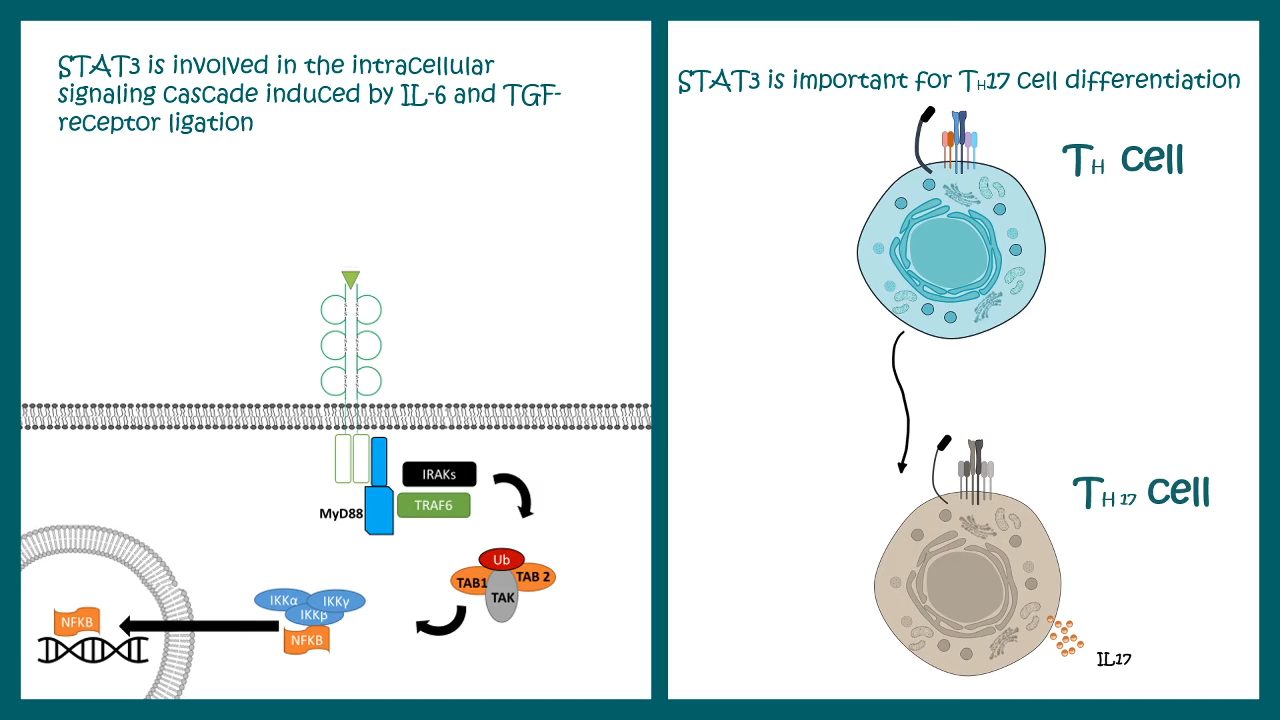 STAT3 is involved in the intracellular
signaling cascade induced by IL-6 and TGF-
receptor ligation
IRAKs
TRAF6
MyD88
Ub
TAB1
TAB 2
TAK
IKKα
IKKγ
IKKβ
NFKB
NFKB
STAT3 is important for TH17 cell differentiation
TH cell
TH 17 cell
IL17